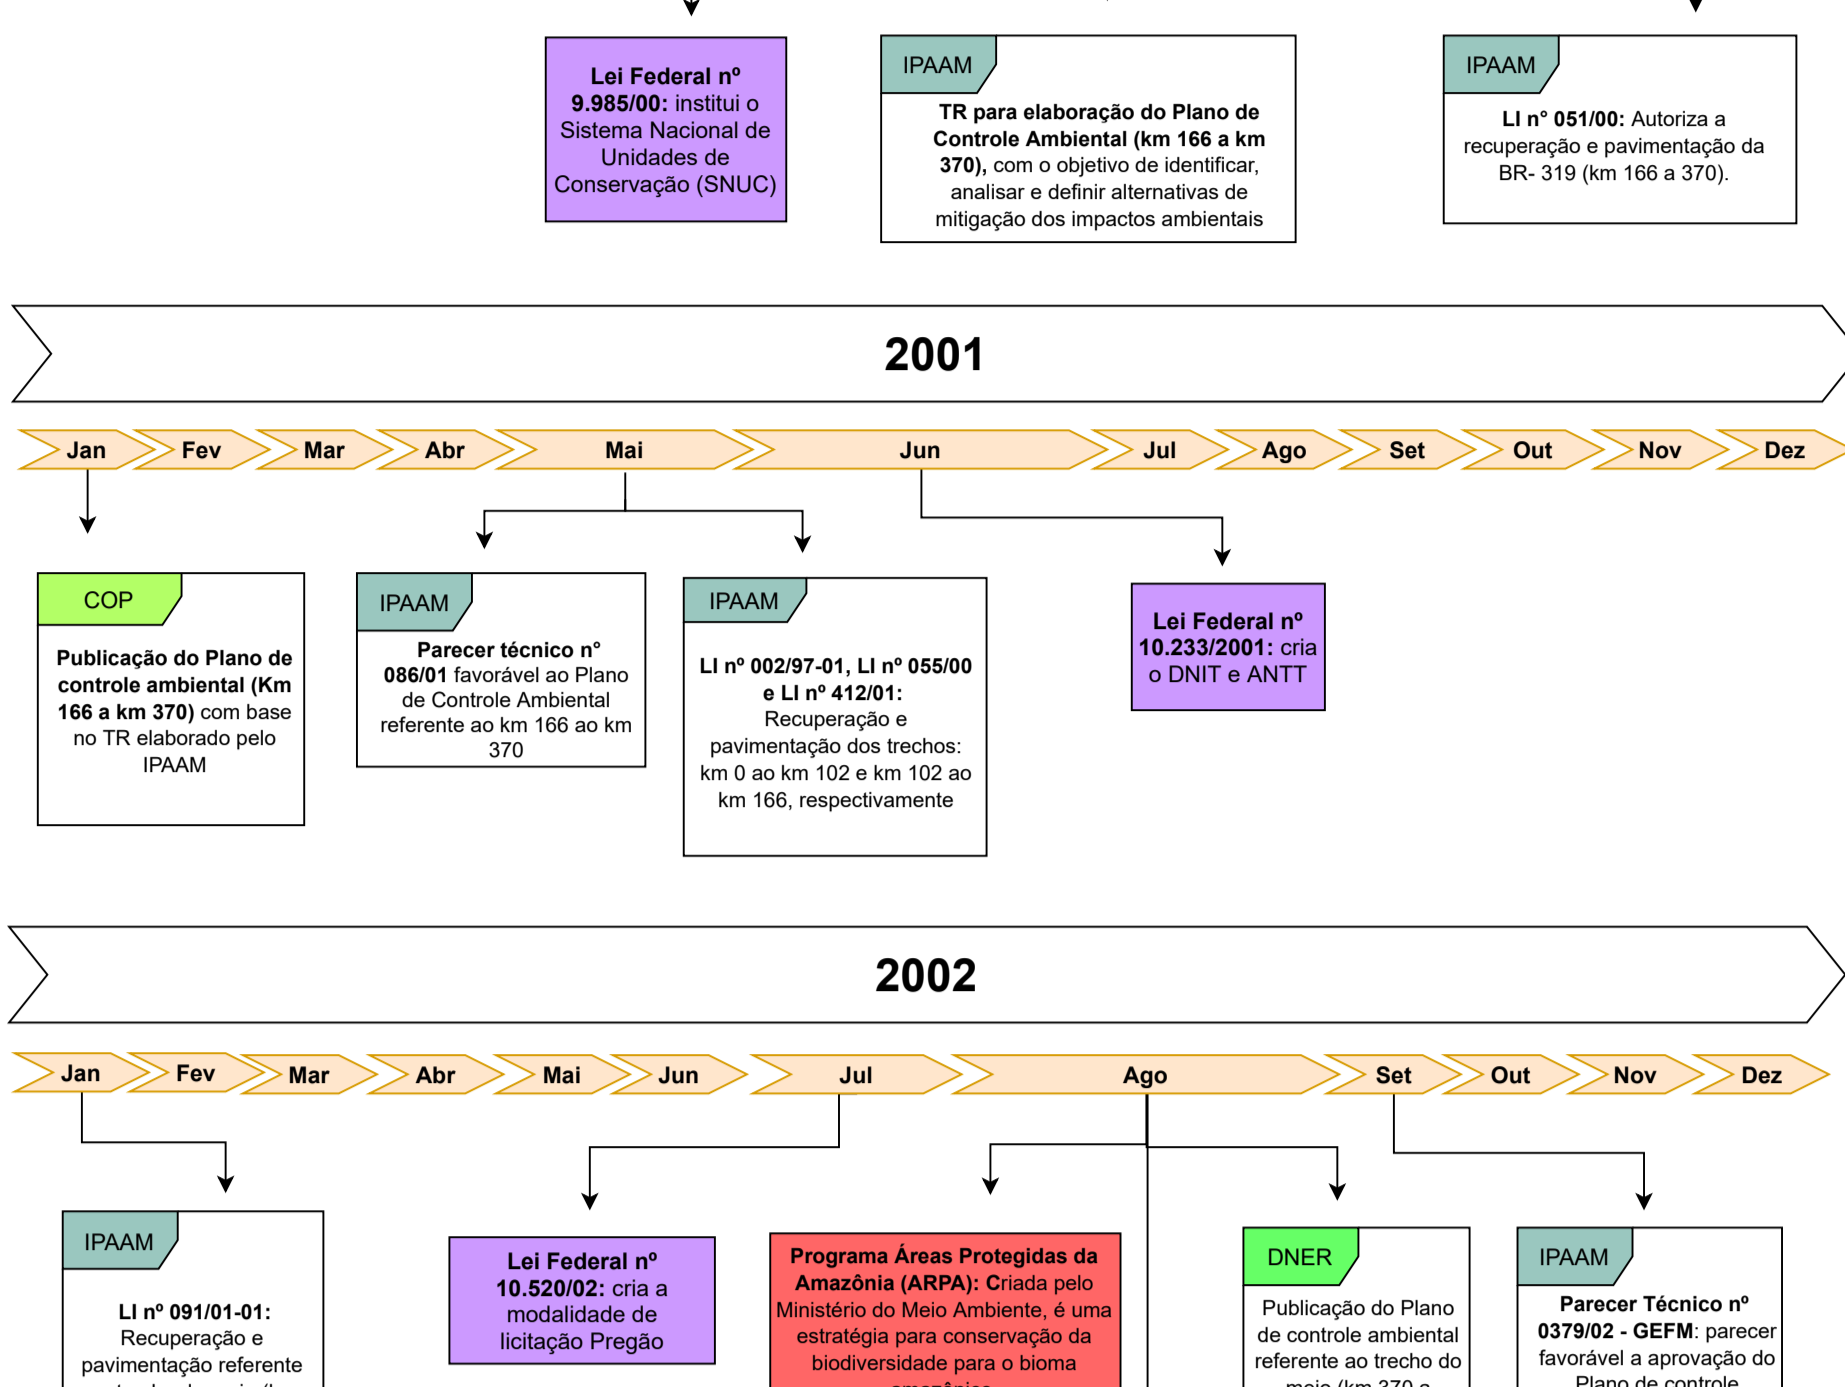 Lei Federal nº
9.985/00: institui o
Sistema Nacional de
Unidades de
Conservação (SNUC)
IPAAM
TR para elaboração do Plano de
Controle Ambiental (km 166 a km
370), com o objetivo de identificar,
analisar e definir alternativas de
mitigação dos impactos ambientais
IPAAM
LI n° 051/00: Autoriza a
recuperação e pavimentação da
BR- 319 (km 166 a 370).
2001
Jan Fev Mar Abr Mai Jun Jul Ago Set Out Nov Dez
COP
Publicação do Plano de
controle ambiental (Km
166 a km 370) com base
no TR elaborado pelo
IPAAM
IPAAM
Parecer técnico n°
086/01 favorável ao Plano
de Controle Ambiental
referente ao km 166 ao km
370
IPAAM
LI nº 002/97-01, LI nº 055/00
e LI nº 412/01:
Recuperação e
pavimentação dos trechos:
km 0 ao km 102 e km 102 ao
km 166, respectivamente
Lei Federal nº
10.233/2001: cria
o DNIT e ANTT
2002
Jan Fev Mar Abr Mai Jun Jul Ago Set Out Nov Dez
IPAAM
LI nº 091/01-01:
Recuperação e
pavimentação referente
Lei Federal nº
10.520/02: cria a
modalidade de
licitação Pregão
Programa Áreas Protegidas da
Amazônia (ARPA): Criada pelo
Ministério do Meio Ambiente, é uma
estratégia para conservação da
biodiversidade para o bioma
DNER
Publicação do Plano
de controle ambiental
referente ao trecho do
meio (km 370 a
IPAAM
Parecer Técnico nº
0379/02 - GEFM: parecer
favorável a aprovação do
Plano de controle